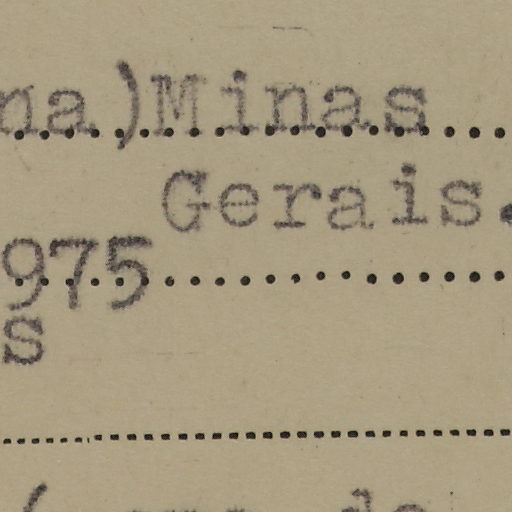 na) Minas
Gerais.
975
s